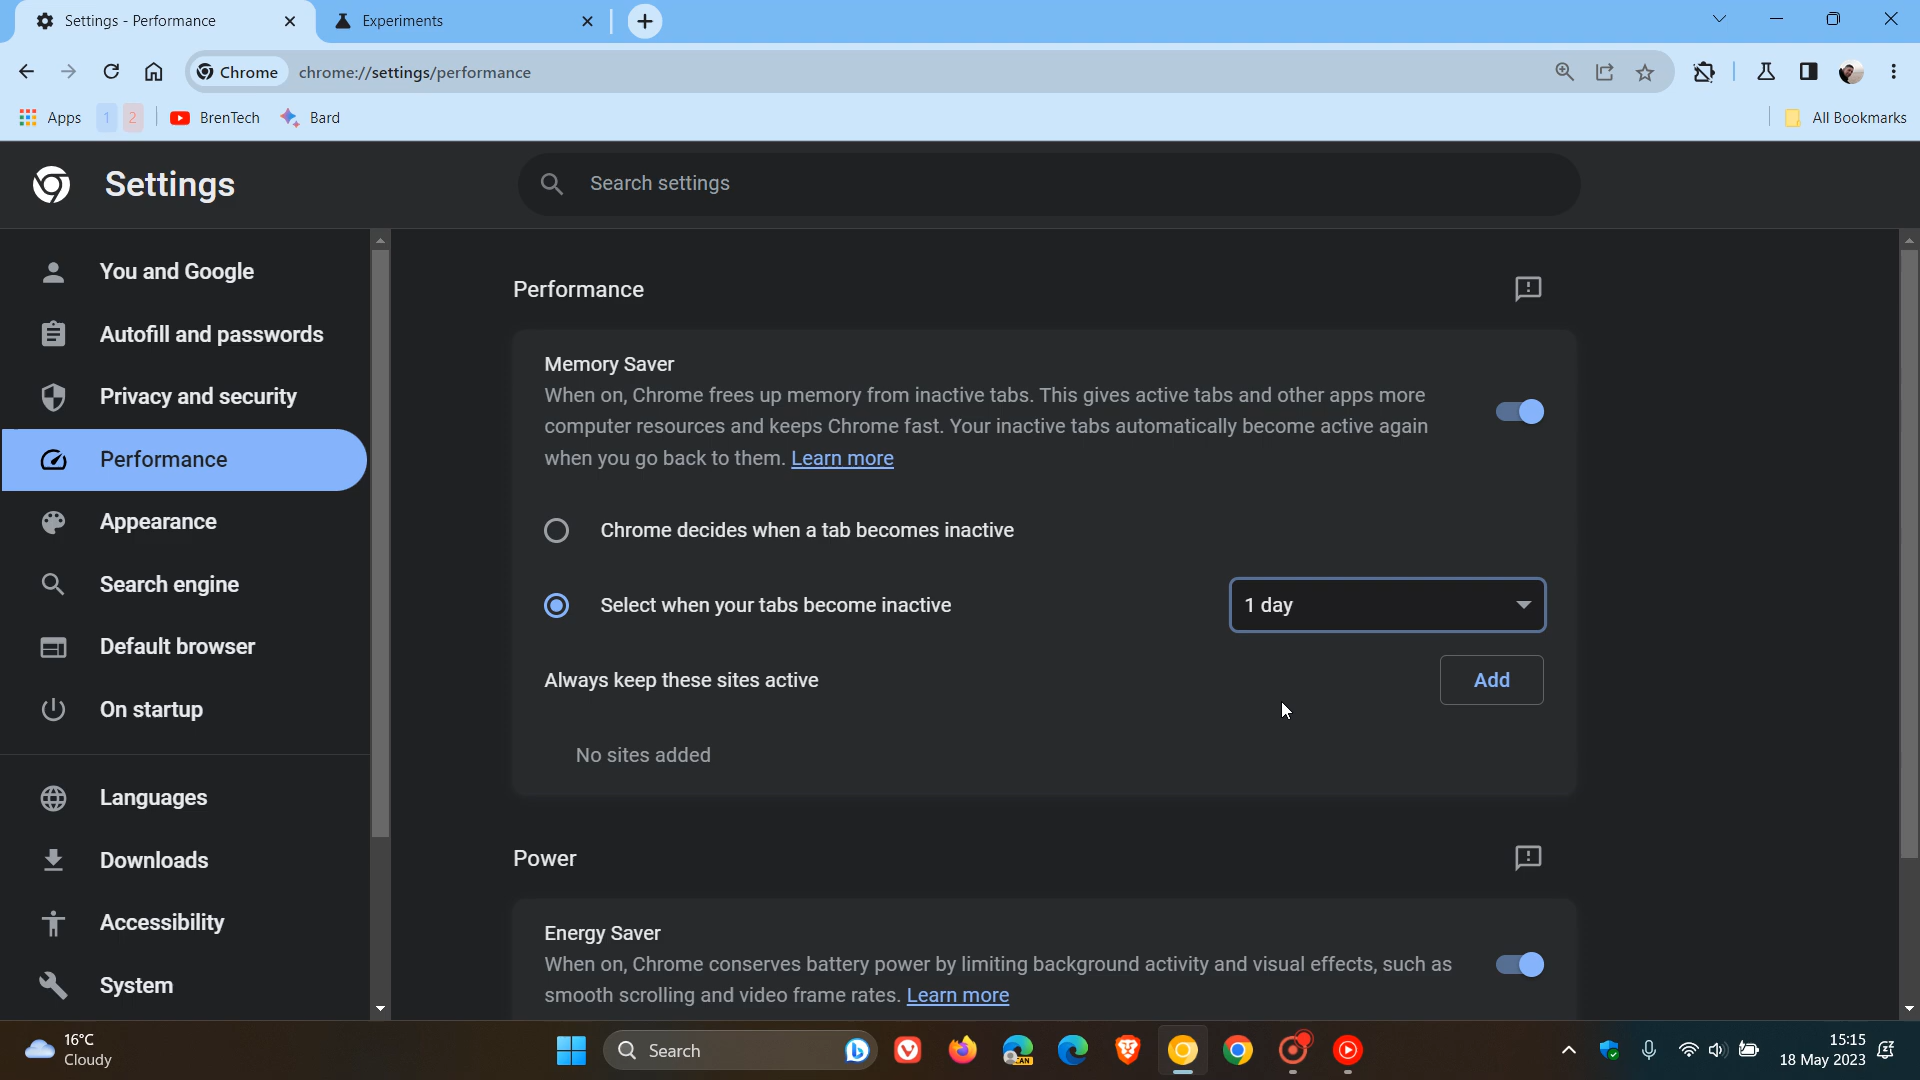 Settings - Performance
Experiments
Chrome
chrome://settings/performance
Apps
1
2
BrenTech
Bard
All Bookmarks
Settings
Search settings
You and Google
Autofill and passwords
Privacy and security
Performance
Appearance
Search engine
Default browser
On startup
Languages
Downloads
Accessibility
System
Performance
Memory Saver
When on, Chrome frees up memory from inactive tabs. This gives active tabs and other apps more
computer resources and keeps Chrome fast. Your inactive tabs automatically become active again
when you go back to them. Learn more
Chrome decides when a tab becomes inactive
Select when your tabs become inactive
1 day
Always keep these sites active
Add
No sites added
Power
Energy Saver
When on, Chrome conserves battery power by limiting background activity and visual effects, such as
smooth scrolling and video frame rates. Learn more
16°C
Cloudy
Search
CAN
15:15
18 May 2023